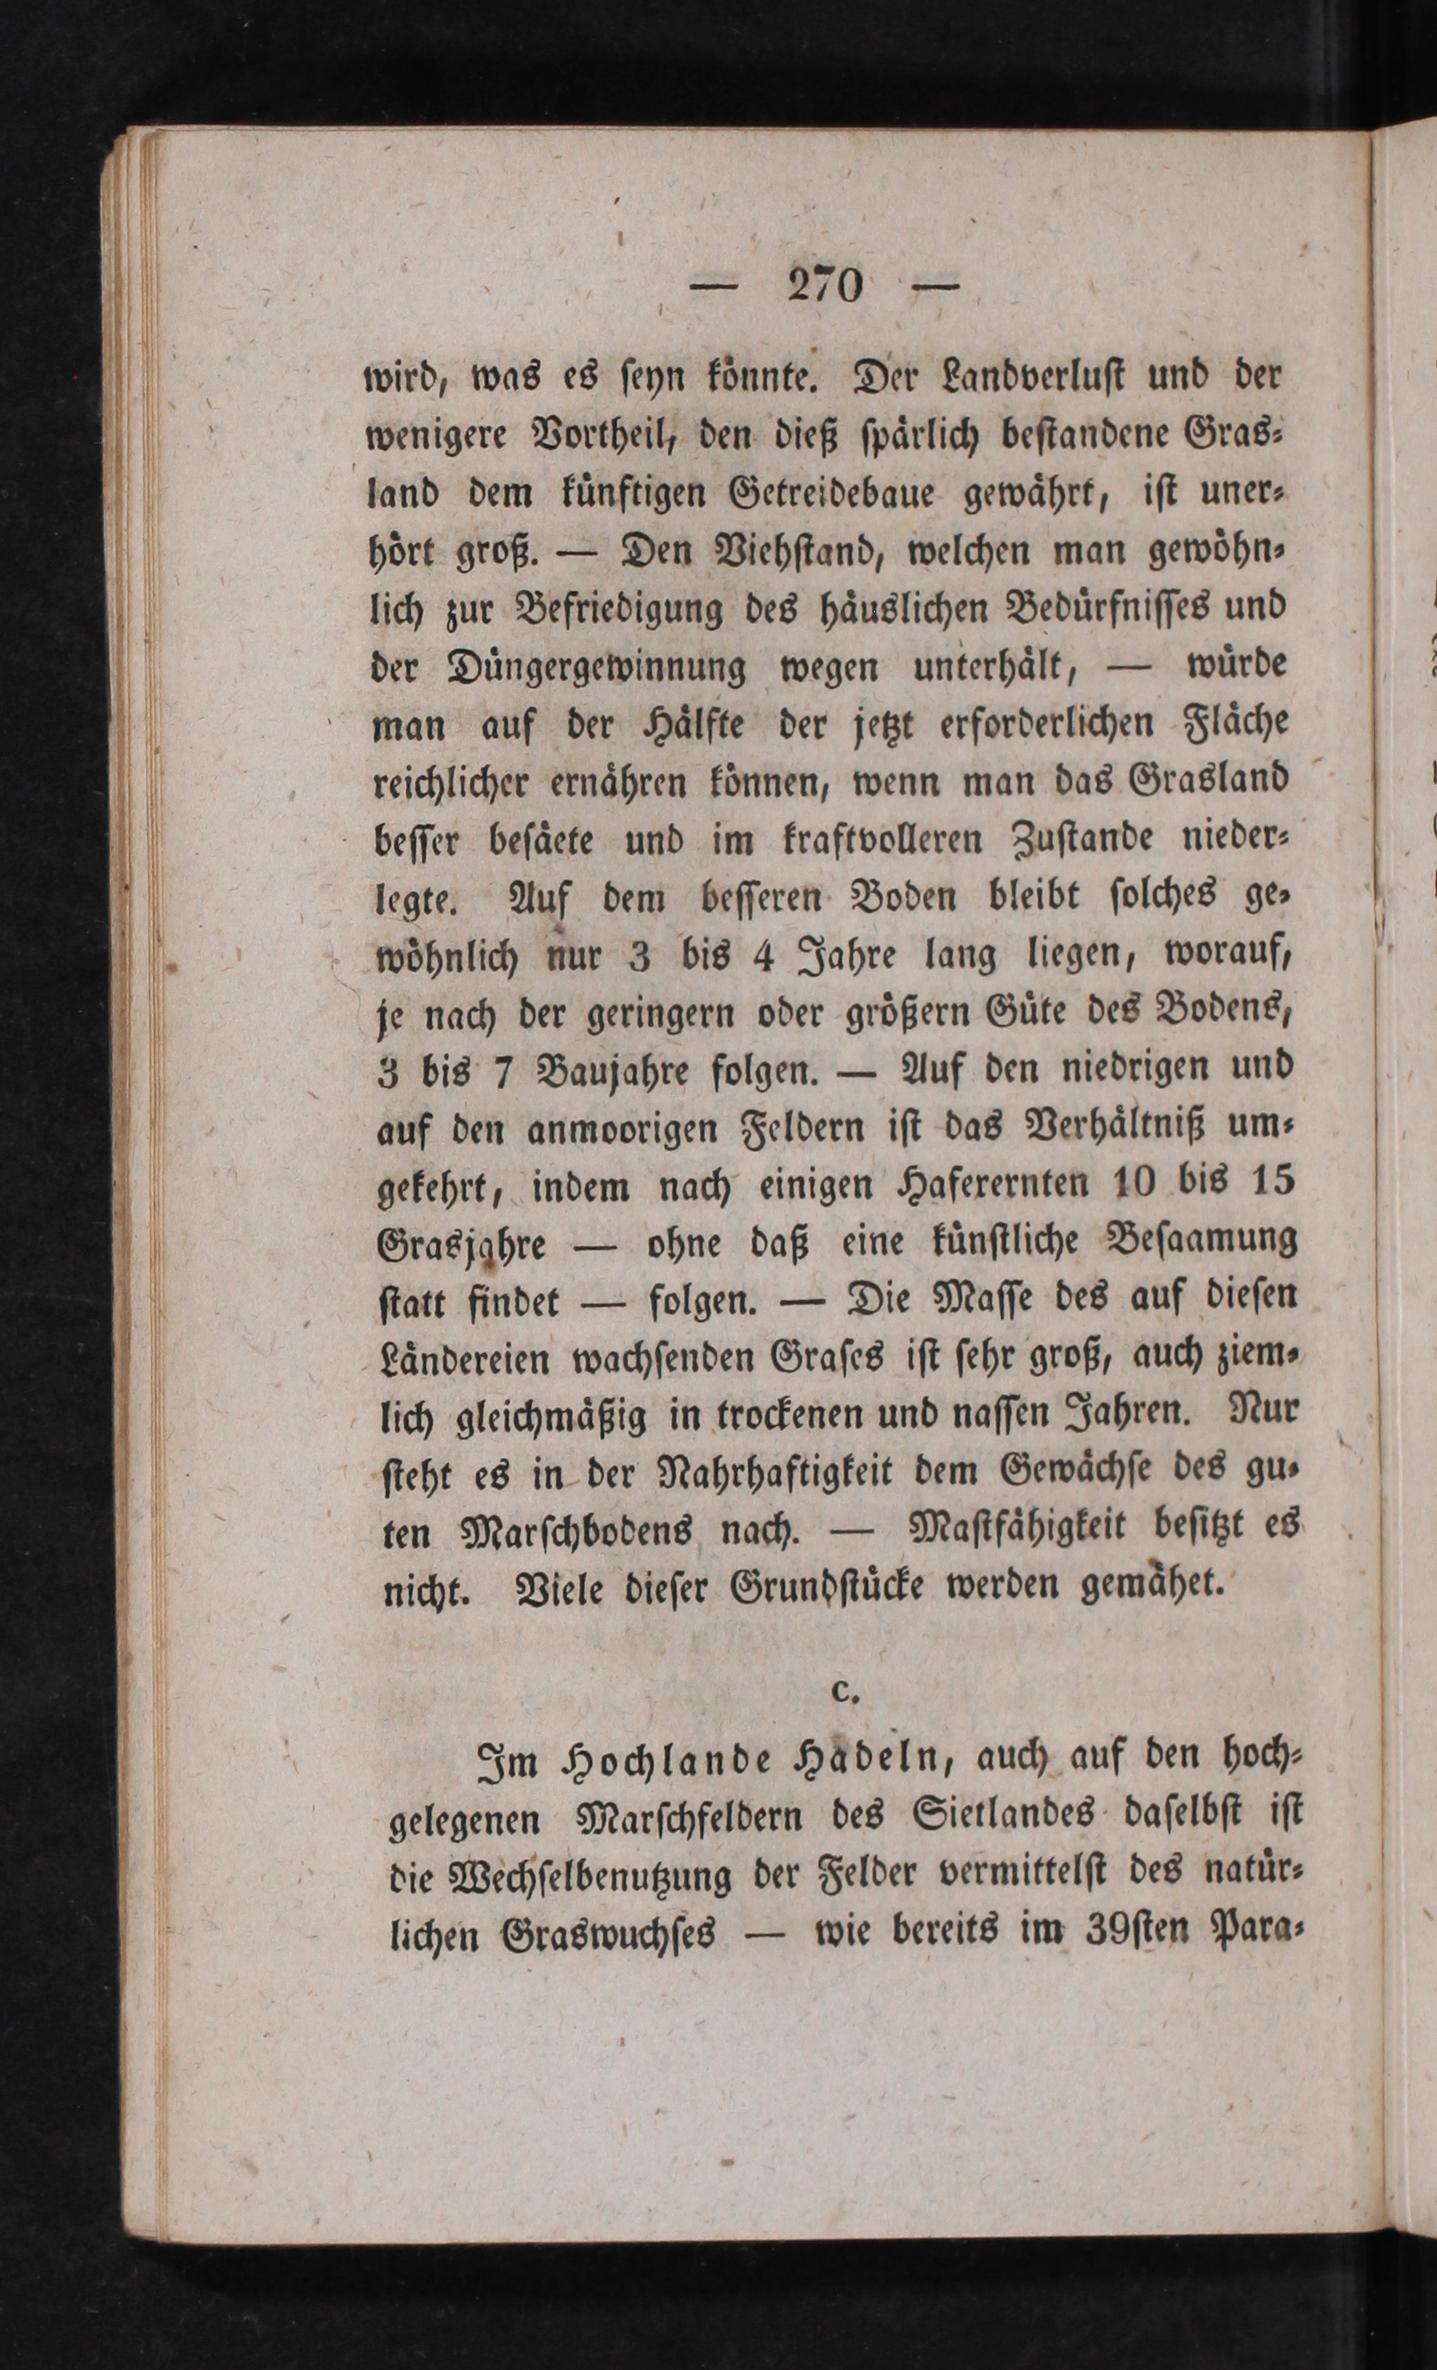 — 270 —
wird, was es ſeyn könnte. Der Landverluſt und der
wenigere Vortheil, den dieß ſpärlich beſtandene Gras⸗
land dem künftigen Getreidebaue gewährt, iſt uner⸗
hört groß. — Den Viehſtand, welchen man gewöhn⸗
lich zur Befriedigung des häuslichen Bedürfniſſes und
der Düngergewinnung wegen unterhält, — würde
man auf der Hälfte der jetzt erforderlichen Fläche
reichlicher ernähren können, wenn man das Grasland
beſſer beſäete und im kraftvolleren Zuſtande nieder⸗
legte. Auf dem beſſeren Boden bleibt ſolches ge⸗
wöhnlich nur 3 bis 4 Jahre lang liegen, worauf,
je nach der geringern oder größern Güte des Bodens,
3 bis 7 Baujahre folgen. — Auf den niedrigen und
auf den anmoorigen Feldern iſt das Verhältniß um⸗
gekehrt, indem nach einigen Haferernten 10 bis 15
Grasjahre — ohne daß eine künſtliche Beſaamung
ſtatt findet — folgen. — Die Maſſe des auf dieſen
Ländereien wachſenden Graſes iſt ſehr groß, auch ziem⸗
lich gleichmäßig in trockenen und naſſen Jahren. Nur
ſteht es in der Nahrhaftigkeit dem Gewächſe des gu⸗
ten Marſchbodens nach. — Maſtfähigkeit beſitzt es
nicht. Viele dieſer Grundſtücke werden gemähet.
c.
Im Hochlande Hadeln, auch auf den hoch⸗
gelegenen Marſchfeldern des Sietlandes daſelbſt iſt
die Wechſelbenutzung der Felder vermittelſt des natür⸗
lichen Graswuchſes — wie bereits im 39ſten Para⸗